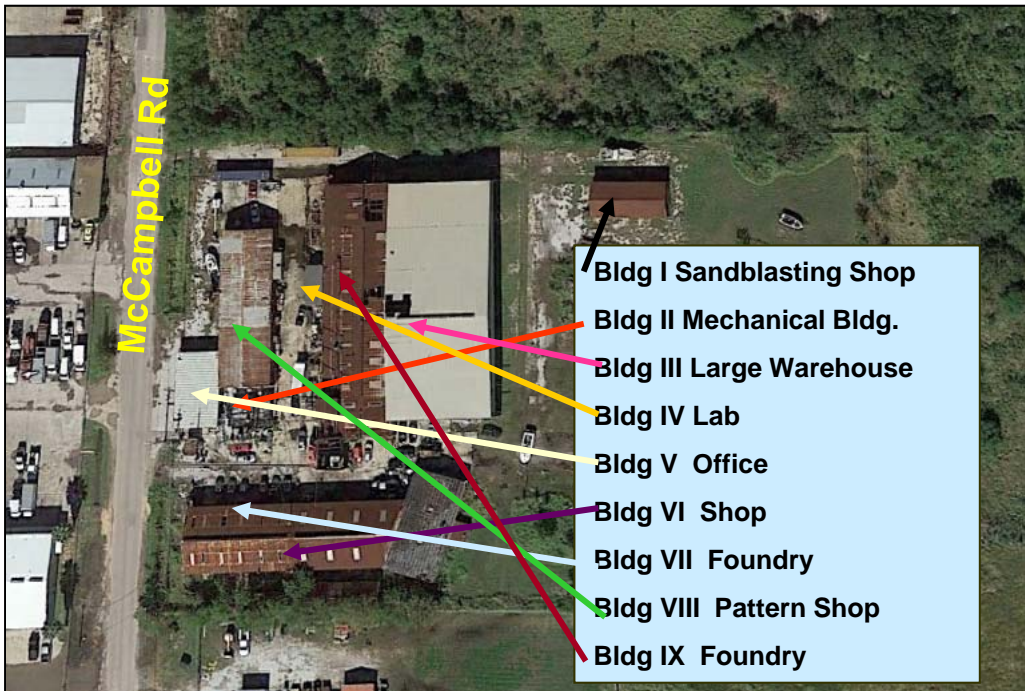 McCampbell Rd
Bldg I Sandblasting Shop
Bldg II Mechanical Bldg.
Bldg III Large Warehouse
Bldg IV Lab
Bldg V  Office
Bldg VI  Shop
Bldg VII  Foundry
Bldg VIII  Pattern Shop
Bldg IX  Foundry